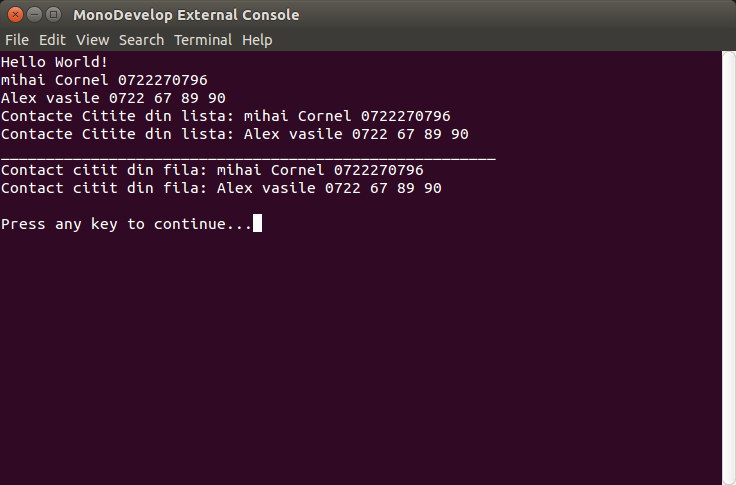 MonoDevelop External Console
File Edit View Search Terminal Help
Hello World!
mihai Cornel 0722270796
Alex vasile 0722 67 89 90
Contacte Citite din lista: mihai Cornel 0722270796
Contacte Citite din lista: Alex vasile 0722 67 89 90
_______________________________________________________
Contact citit din fila: mihai Cornel 0722270796
Contact citit din fila: Alex vasile 0722 67 89 90
Press any key to continue...